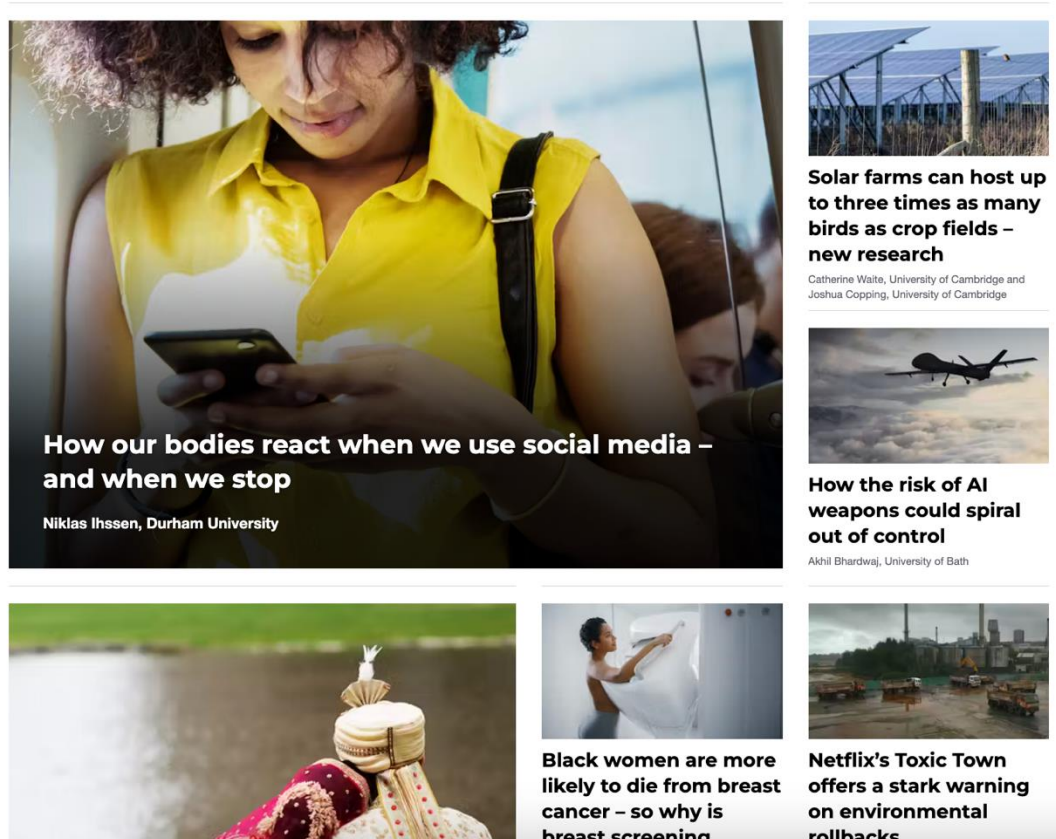 How our bodies react when we use social media –
and when we stop
Niklas Ihssen, Durham University
Solar farms can host up
to three times as many
birds as crop fields –
new research
Catherine Waite, University of Cambridge and
Joshua Copping, University of Cambridge
How the risk of AI
weapons could spiral
out of control
Akhil Bhardwaj, University of Bath
Black women are more
likely to die from breast
cancer – so why is
breast screening
Netflix’s Toxic Town
offers a stark warning
on environmental
rollbacks